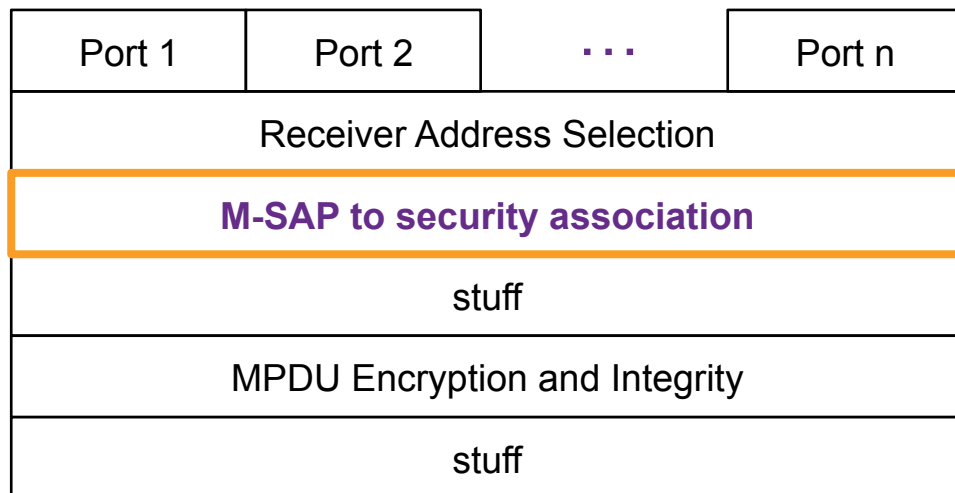 Port 1 Port 2 ... Port n
Receiver Address Selection
M-SAP to security association
stuff
MPDU Encryption and Integrity
stuff